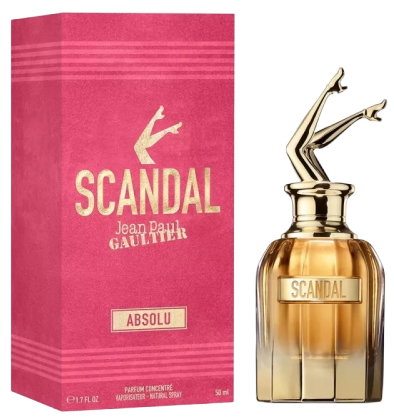 SCANDAL
Jean Paul
GAULTIER
ABSOLU
PARFUM CONCENTRÉ
℮ 1.7 FL OZ VAPORISATEUR - NATURAL SPRAY 50 ml
SCANDAL